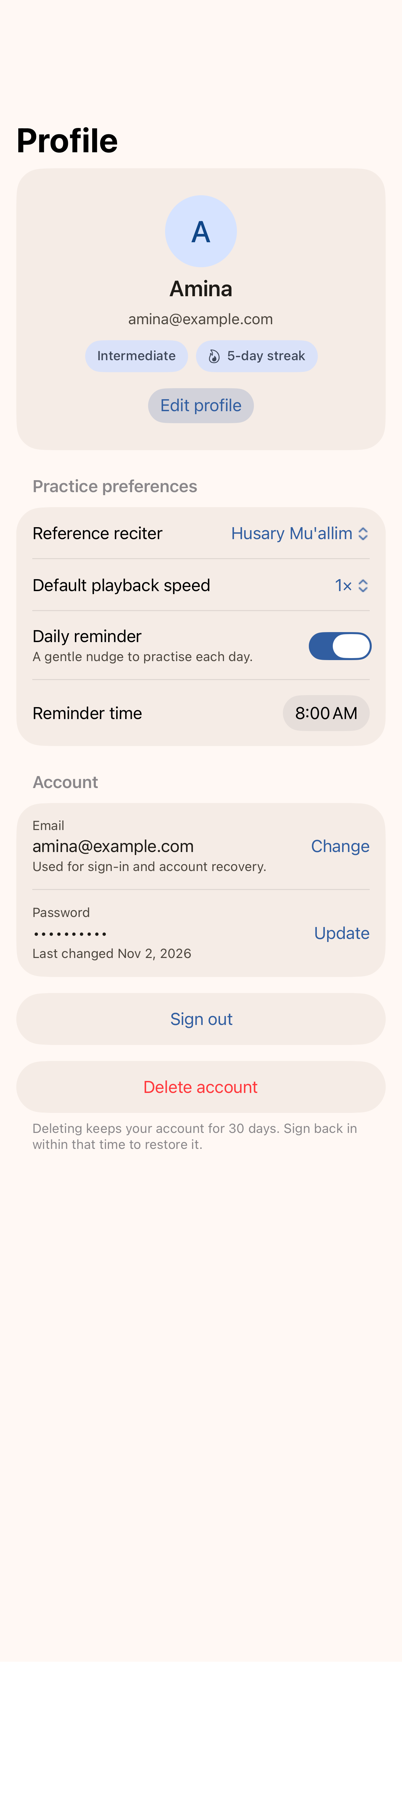 Profile
A
Amina
amina@example.com
Intermediate
5-day streak
Edit profile
Practice preferences
Reference reciter
Husary Mu'allim
Default playback speed
1×
Daily reminder
A gentle nudge to practise each day.
Reminder time
8:00 AM
Account
Email
amina@example.com
Change
Used for sign-in and account recovery.
Password
••••••••••
Update
Last changed Nov 2, 2026
Sign out
Delete account
Deleting keeps your account for 30 days. Sign back in
within that time to restore it.